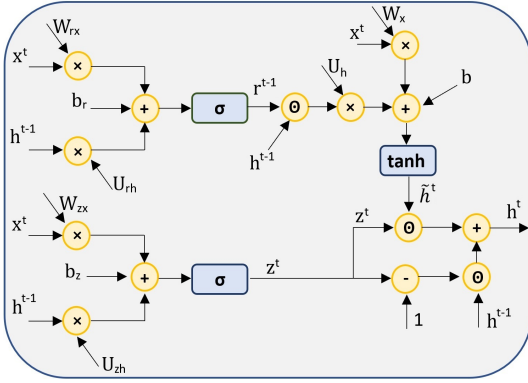 W_rx
W_x
x^t
×
x^t
×
U_h
r^{t-1}
b
b_r
+
σ
ʘ
×
+
h^{t-1}
h^{t-1}
×
tanh
U_rh
h̃^t
W_zx
x^t
×
z^t
ʘ
+
h^t
b_z
+
σ
z^t
-
ʘ
h^{t-1}
×
1
h^{t-1}
U_zh